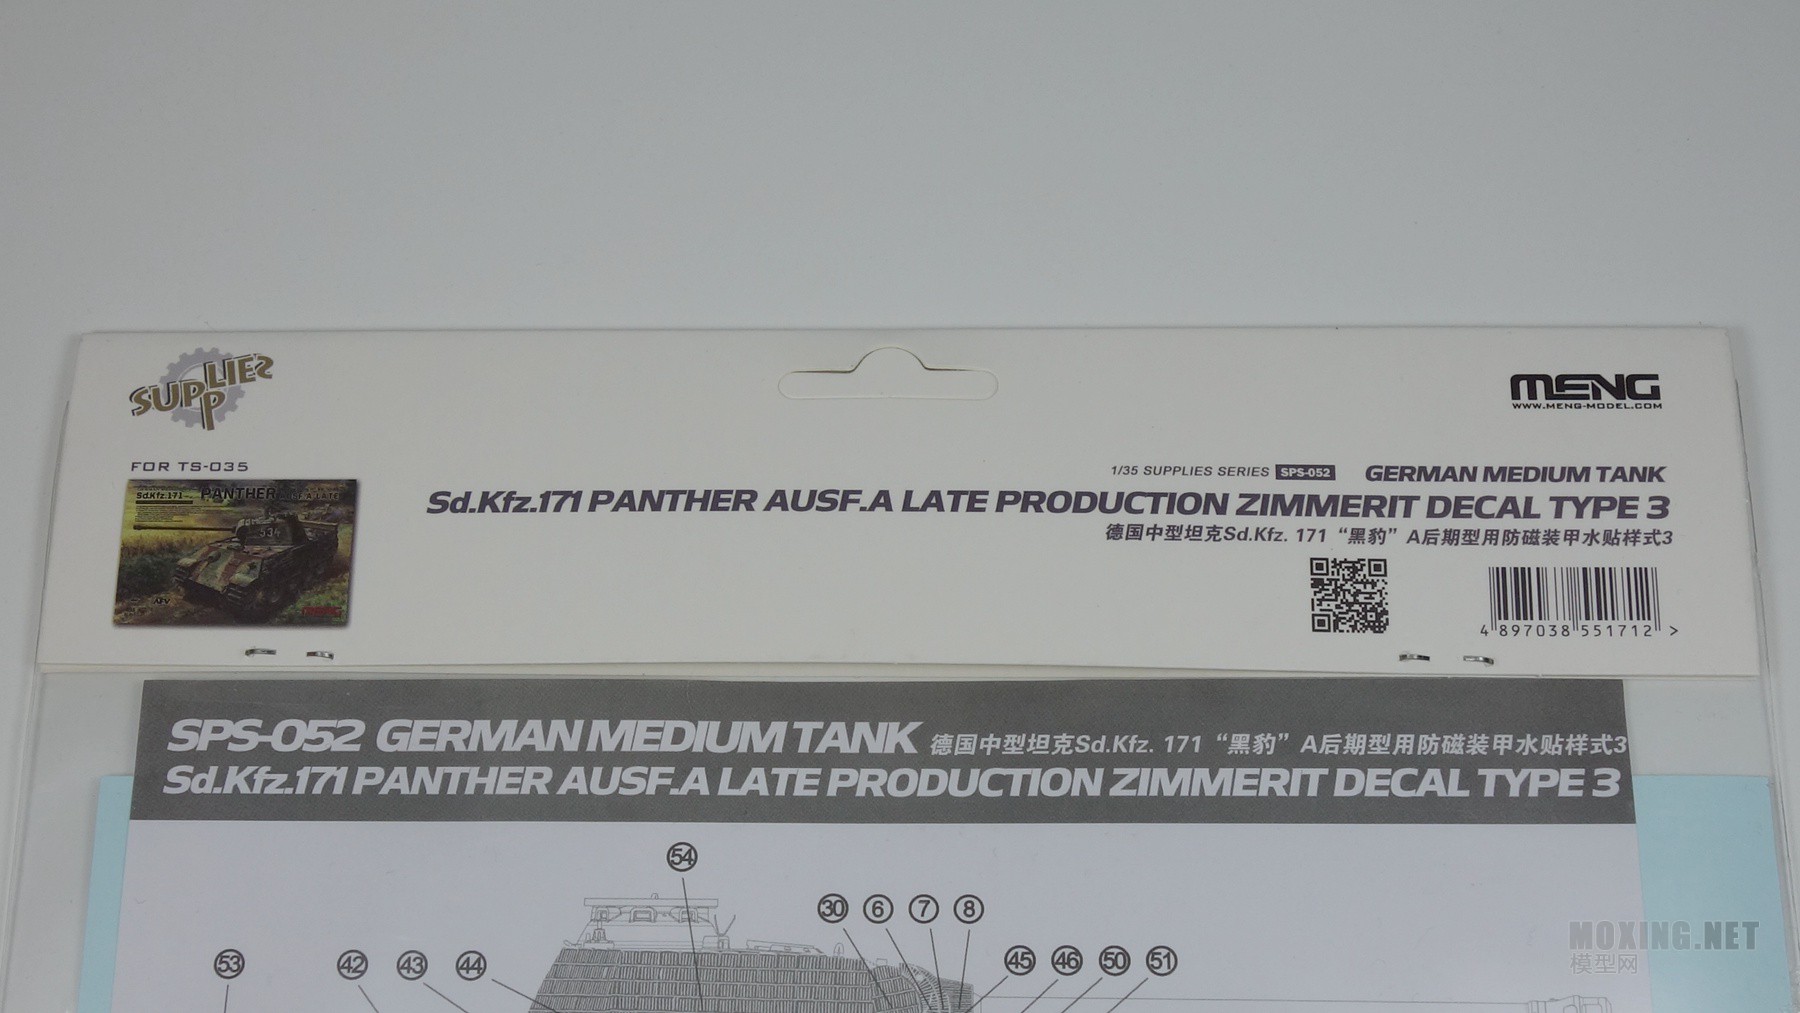 SUPPLIES
MENG
WWW.MENG-MODEL.COM
FOR TS-035
1/35 SUPPLIES SERIES SPS-052 GERMAN MEDIUM TANK
Sd.Kfz.171 PANTHER AUSF.A LATE PRODUCTION ZIMMERIT DECAL TYPE 3
德国中型坦克Sd.Kfz. 171“黑豹”A后期型用防磁装甲水贴样式3
Sd.Kfz.171 PANTHER AUSF.A LATE
534
MENG
4 897038 551712 >
SPS-052 GERMAN MEDIUM TANK 德国中型坦克Sd.Kfz. 171“黑豹”A后期型用防磁装甲水贴样式3
Sd.Kfz.171 PANTHER AUSF.A LATE PRODUCTION ZIMMERIT DECAL TYPE 3
54
30 6 7 8
53 42 43 44 45 46 50 51
MOXING.NET
模型网